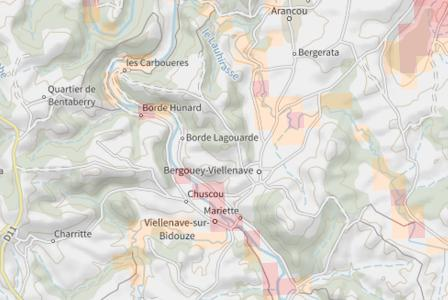 Arancou
le Lauhirasse
Bergerata
les Carboueres
Quartier de
Bentaberry
Borde Hunard
Borde Lagouarde
Bergouey-Viellenave
Chuscou
Mariette
Viellenave-sur-
Bidouze
Charritte
D11